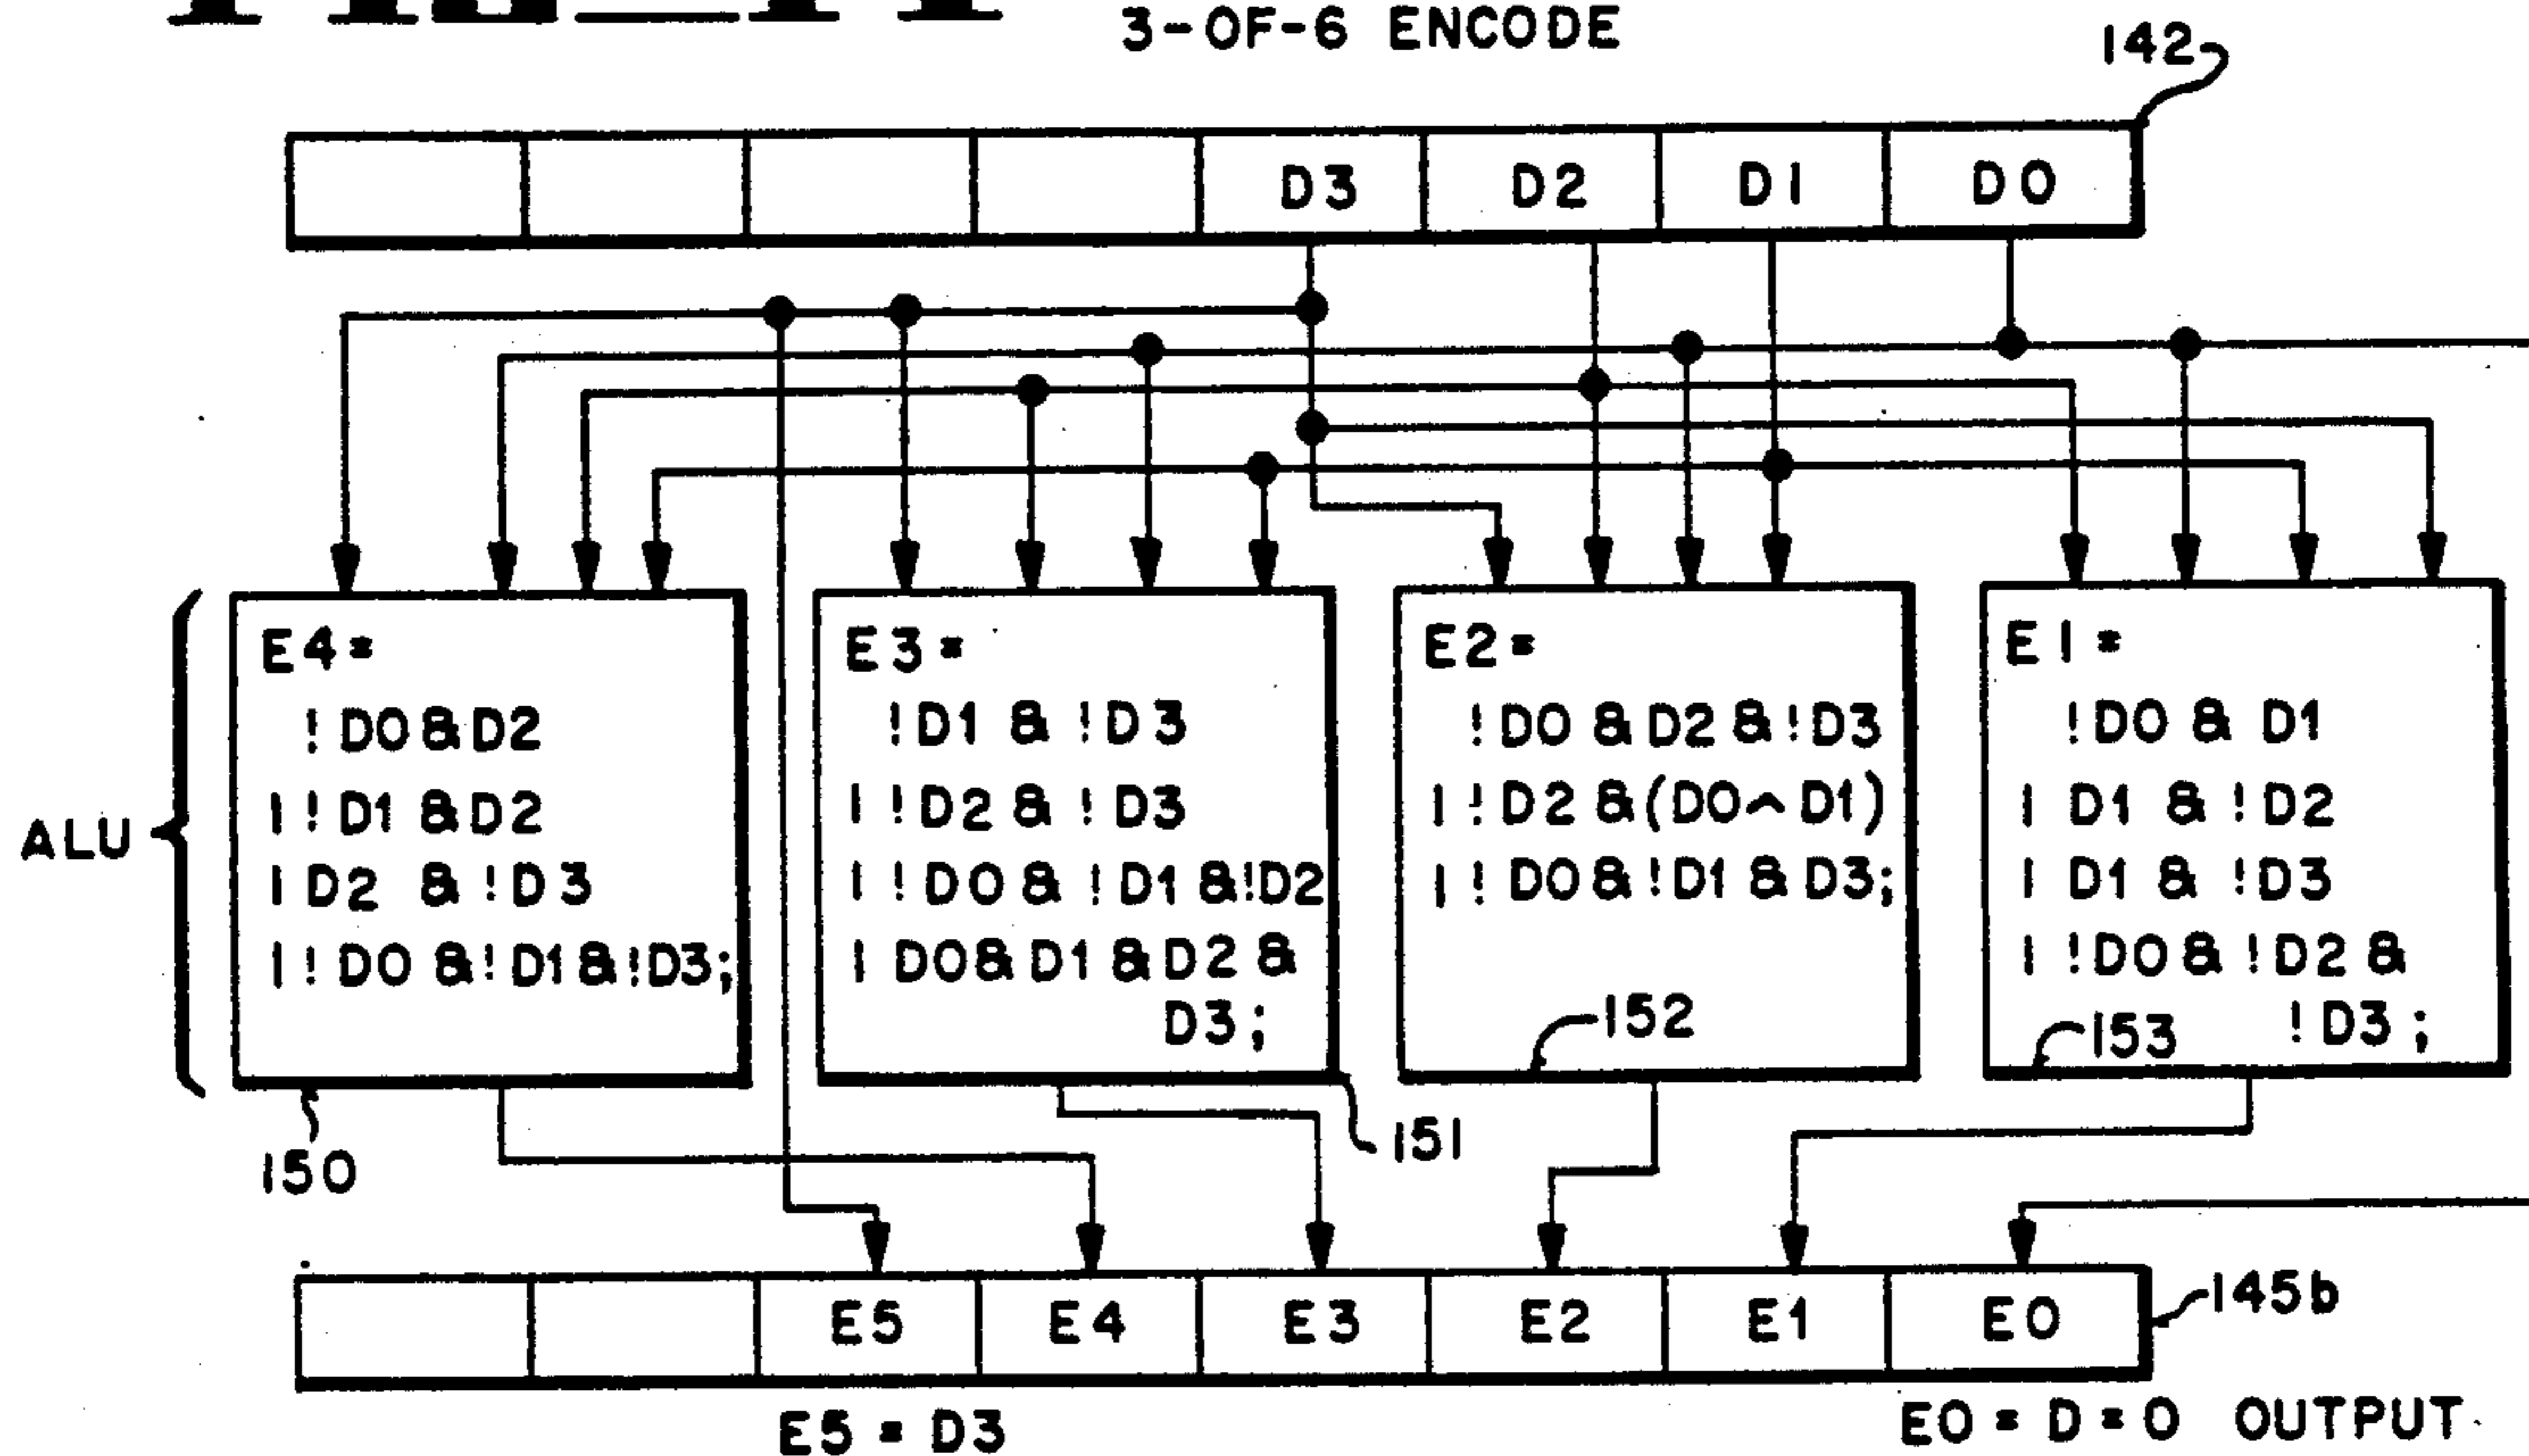 3-OF-6 ENCODE
142
D3 D2 D1 D0
ALU
E4=
!D0&D2
| !D1 &D2
| D2 & !D3
| !D0 &!D1&!D3;
E3=
!D1 & !D3
| !D2 & !D3
| !D0 & !D1 &!D2
| D0& D1 & D2 &
D3;
E2=
!D0 & D2 & !D3
| !D2 &(D0^D1)
| !D0&!D1 & D3;
152
E1=
!D0 & D1
| D1 & !D2
| D1 & !D3
| !D0 & !D2 &
!D3;
153
150
151
E5 E4 E3 E2 E1 E0
145b
E5 = D3
E0 = D = 0 OUTPUT